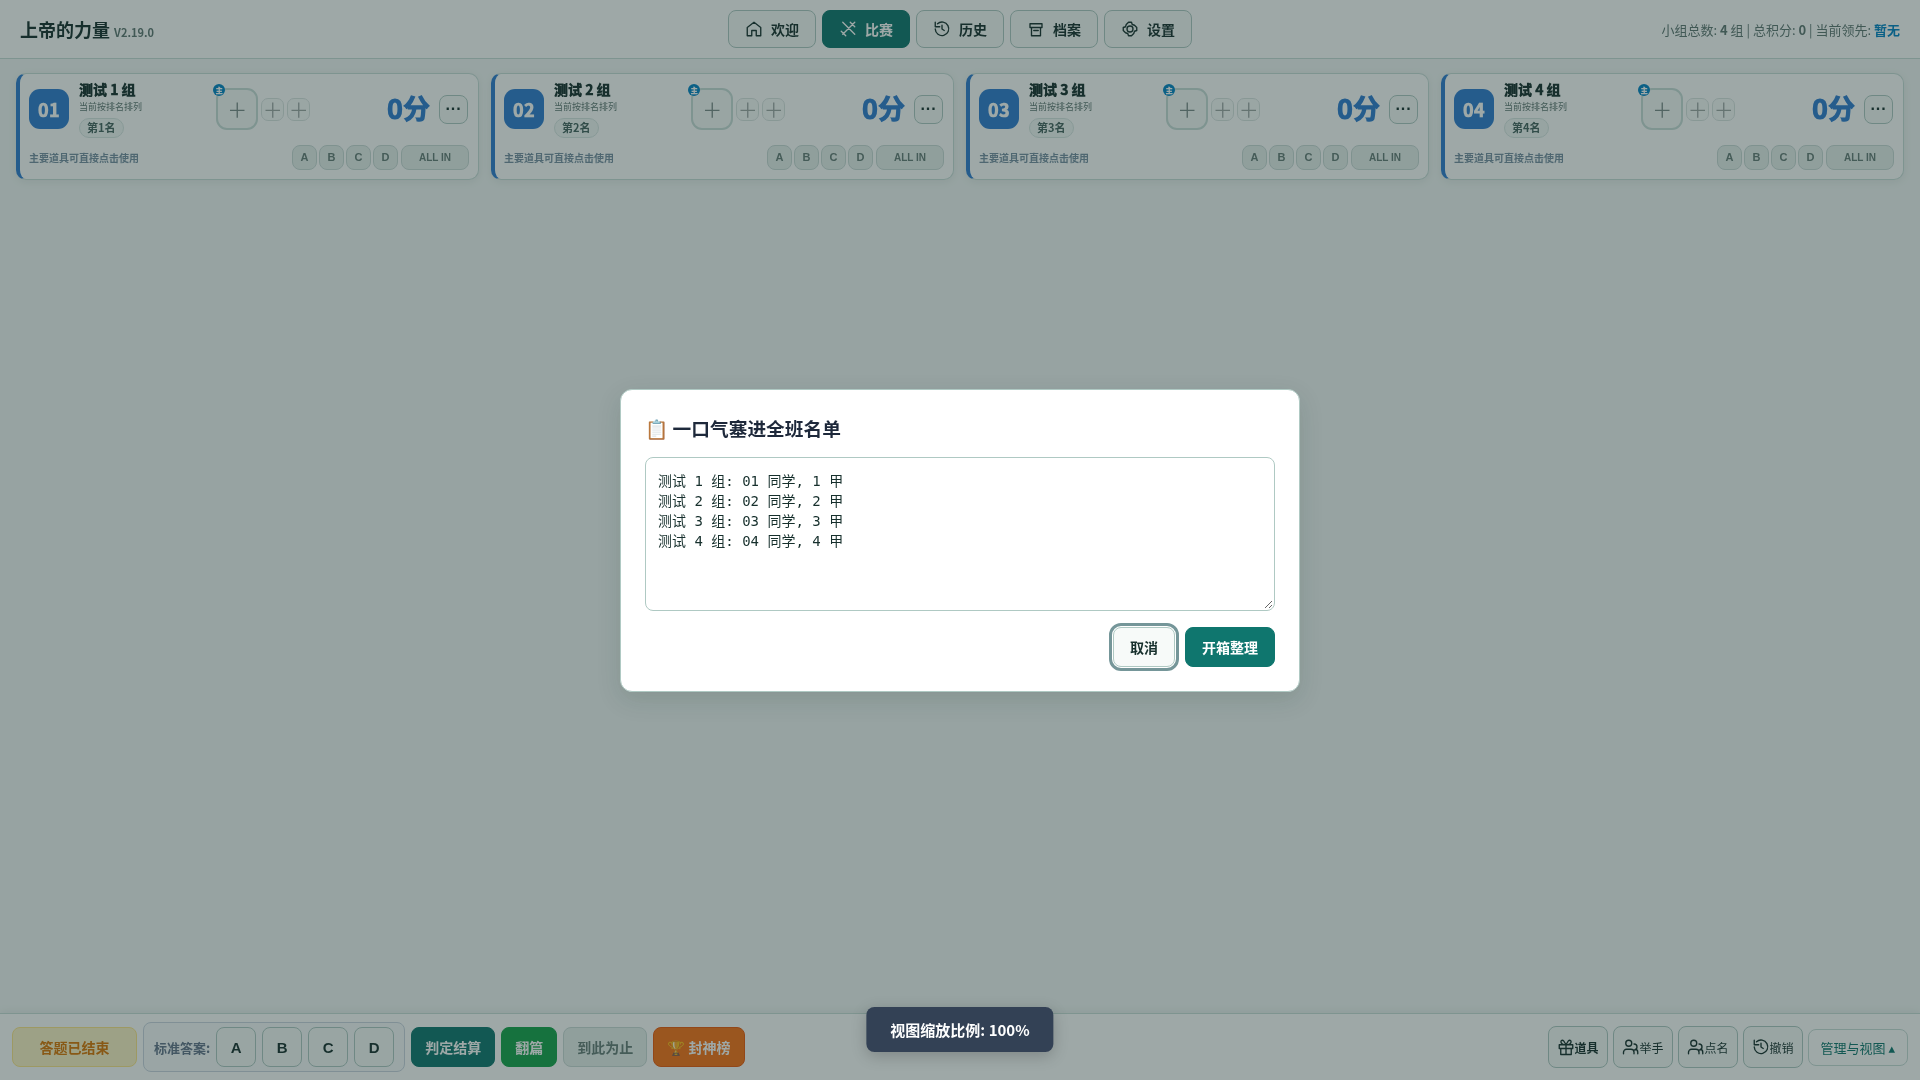 上帝的力量 V2.19.0
欢迎
比赛
历史
档案
设置
小组总数: 4 组 | 总积分: 0 | 当前领先: 暂无
01
测试 1 组
当前按排名排列
第1名
主
0分
...
主要道具可直接点击使用
A B C D ALL IN
02
测试 2 组
当前按排名排列
第2名
主
0分
...
主要道具可直接点击使用
A B C D ALL IN
03
测试 3 组
当前按排名排列
第3名
主
0分
...
主要道具可直接点击使用
A B C D ALL IN
04
测试 4 组
当前按排名排列
第4名
主
0分
...
主要道具可直接点击使用
A B C D ALL IN
📋 一口气塞进全班名单
测试 1 组: 01 同学, 1 甲
测试 2 组: 02 同学, 2 甲
测试 3 组: 03 同学, 3 甲
测试 4 组: 04 同学, 4 甲
取消
开箱整理
视图缩放比例: 100%
答题已结束
标准答案: A B C D
判定结算
翻篇
到此为止
🏆 封神榜
道具
举手
点名
撤销
管理与视图 ▴